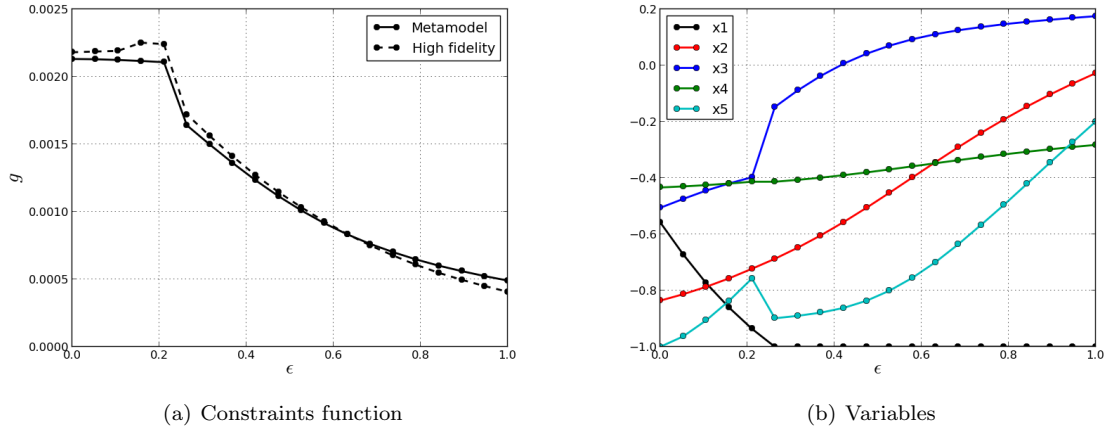 0.0025
0.0020
0.0015
0.0010
0.0005
0.0000
g
0.0
0.2
0.4
0.6
0.8
1.0
ϵ
Metamodel
High fidelity
(a) Constraints function
0.2
0.0
−0.2
−0.4
−0.6
−0.8
−1.0
x1
x2
x3
x4
x5
0.0
0.2
0.4
0.6
0.8
1.0
ϵ
(b) Variables